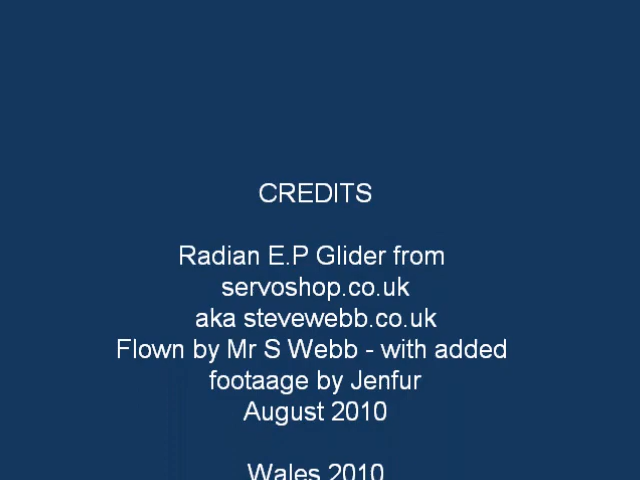 CREDITS
Radian E.P Glider from
servoshop.co.uk
aka stevewebb.co.uk
Flown by Mr S Webb - with added
footaage by Jenfur
August 2010
Wales 2010